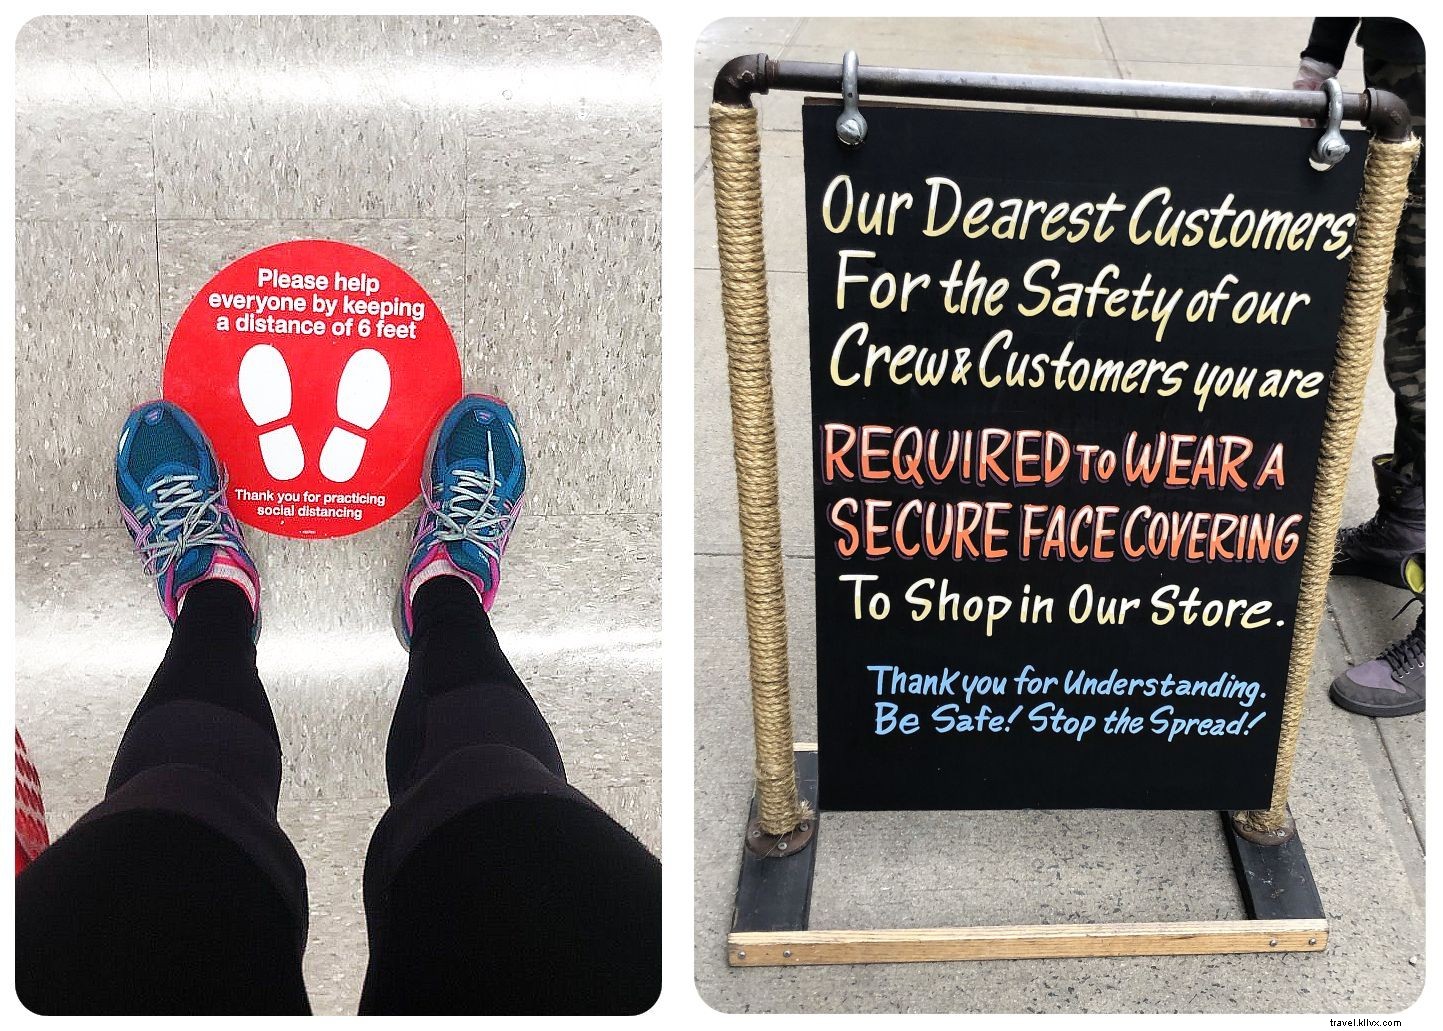 Please help
everyone by keeping
a distance of 6 feet
Thank you for practicing
social distancing
Our Dearest Customers,
For the Safety of our
Crew & Customers you are
REQUIRED To WEAR A
SECURE FACE COVERING
To Shop in Our Store.
Thank you for Understanding.
Be Safe! Stop the Spread!
travel.kllvx.com